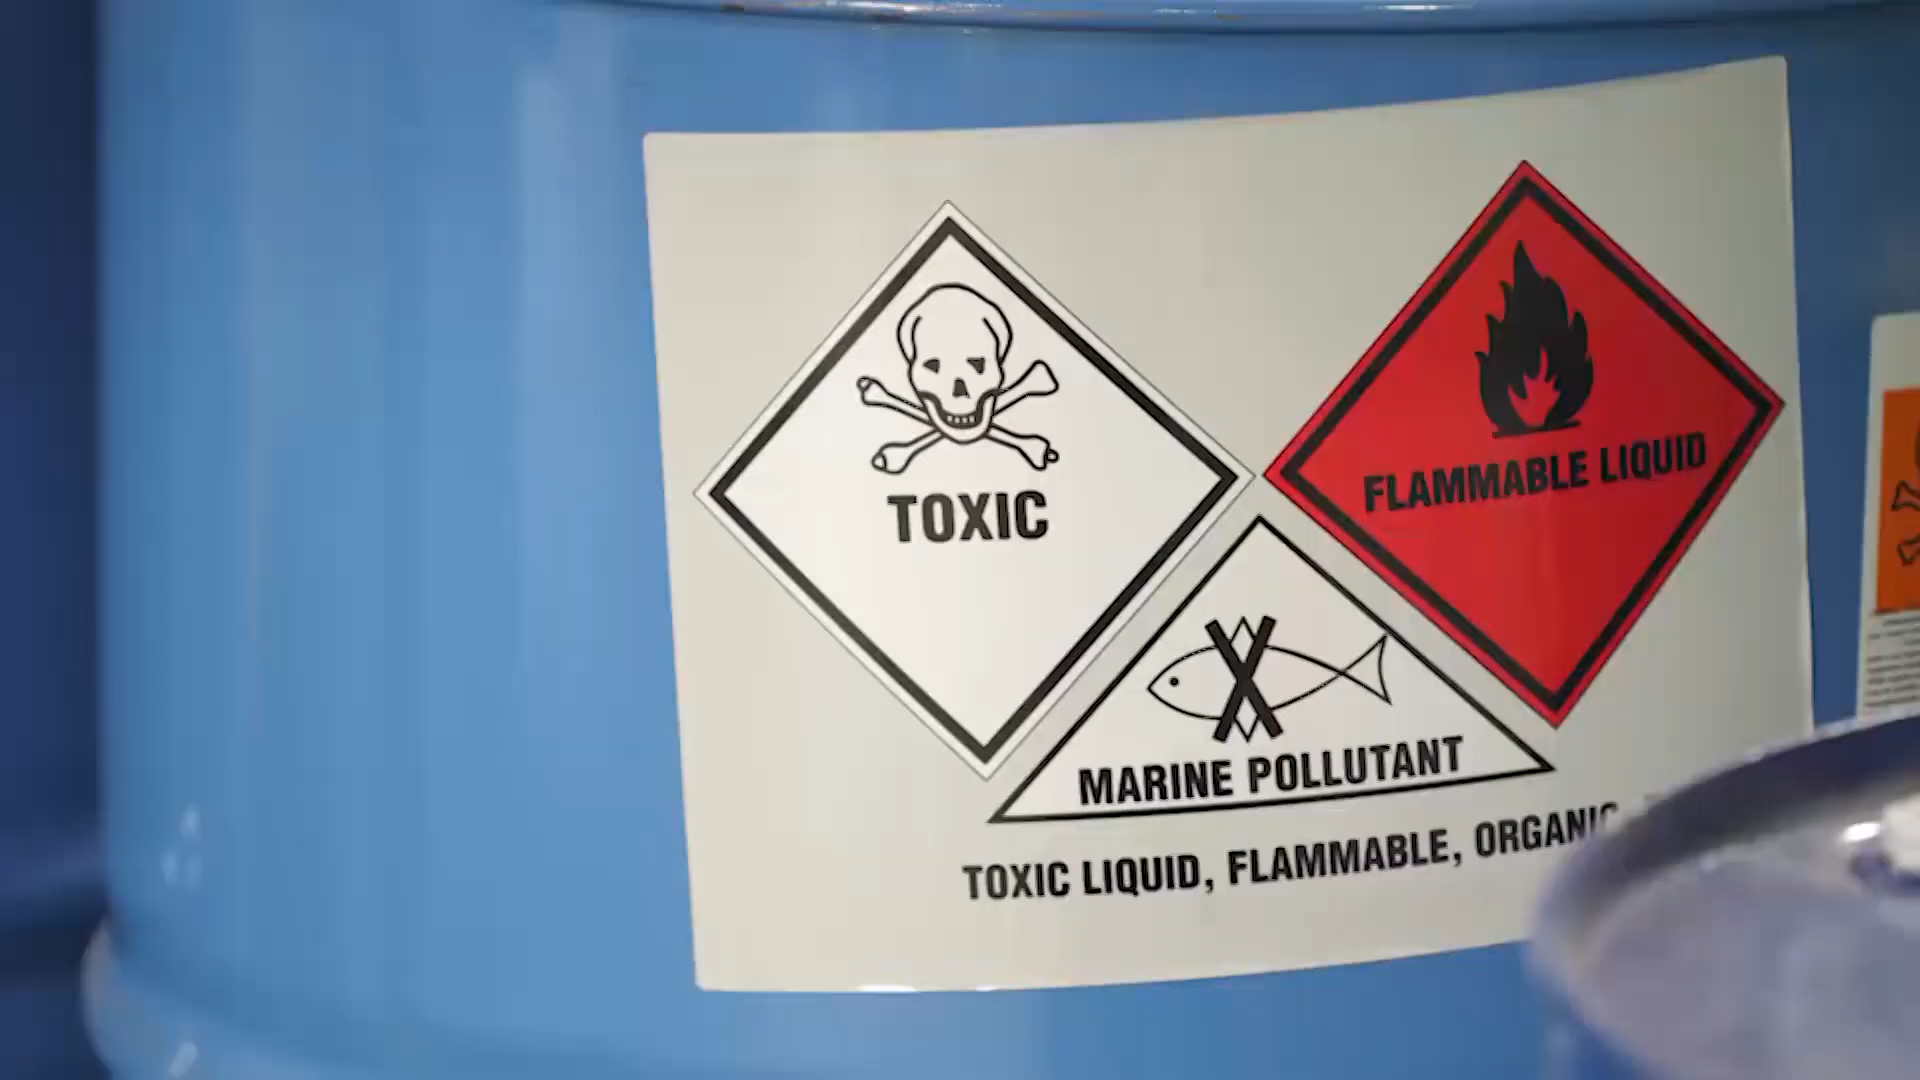 TOXIC
FLAMMABLE LIQUID
MARINE POLLUTANT
TOXIC LIQUID, FLAMMABLE, ORGANIC